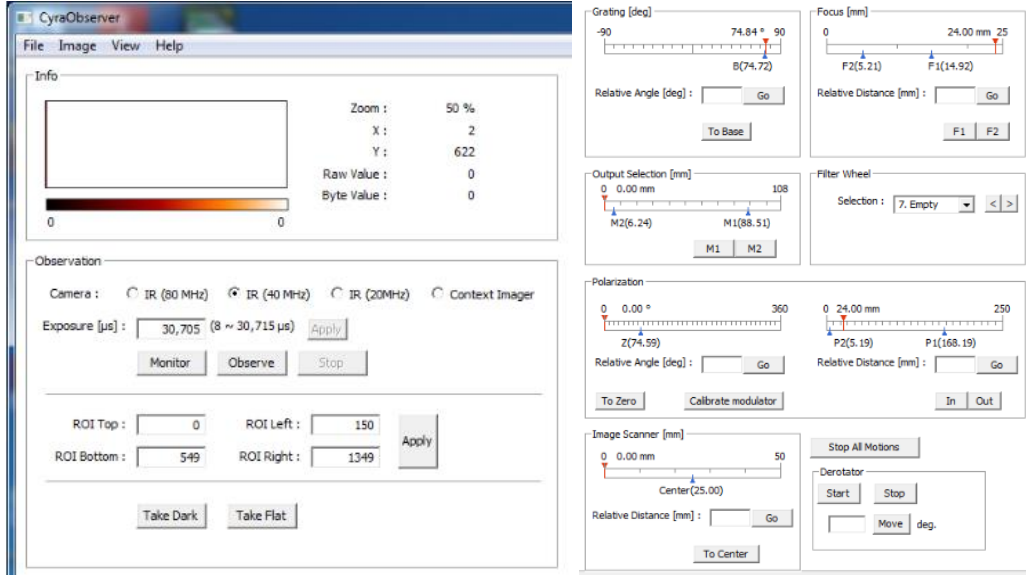 CyraObserver
File Image View Help
Info
Zoom : 50 %
X : 2
Y : 622
Raw Value : 0
Byte Value : 0
0 0
Observation
Camera : IR (80 MHz) IR (40 MHz) IR (20MHz) Context Imager
Exposure [µs] : 30,705 (8 ~ 30,715 µs) Apply
Monitor Observe Stop
ROI Top : 0 ROI Left : 150
Apply
ROI Bottom : 549 ROI Right : 1349
Take Dark Take Flat
Grating [deg]
-90 74.84 ° 90
B(74.72)
Relative Angle [deg] : Go
To Base
Focus [mm]
0 24.00 mm 25
F2(5.21) F1(14.92)
Relative Distance [mm] : Go
F1 F2
Output Selection [mm]
0 0.00 mm 108
M2(6.24) M1(88.51)
M1 M2
Filter Wheel
Selection : 7. Empty < >
Polarization
0 0.00 ° 360
Z(74.59)
Relative Angle [deg] : Go
To Zero Calibrate modulator
0 24.00 mm 250
P2(5.19) P1(168.19)
Relative Distance [mm] : Go
In Out
Image Scanner [mm]
0 0.00 mm 50
Center(25.00)
Relative Distance [mm] : Go
To Center
Stop All Motions
Derotator
Start Stop
Move deg.